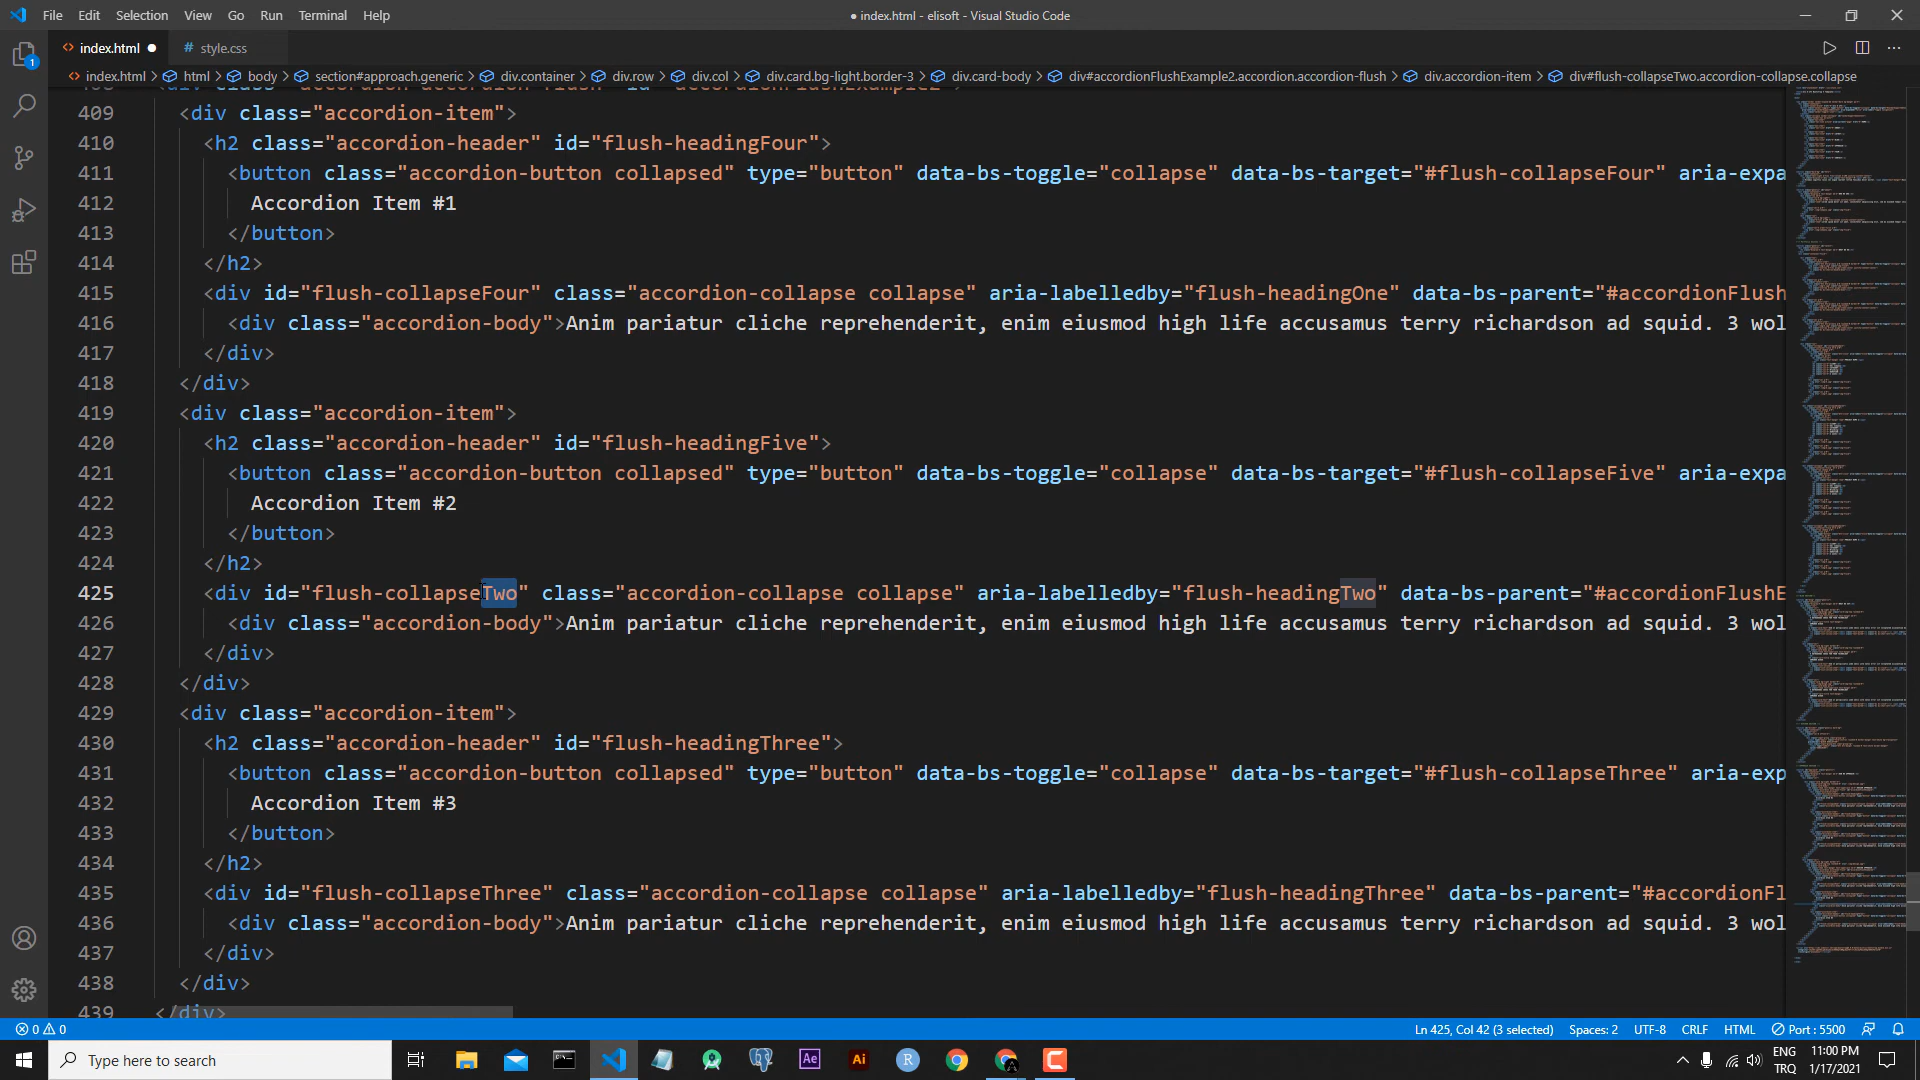 File Edit Selection View Go Run Terminal Help
● index.html - elisoft - Visual Studio Code
<> index.html ●
# style.css
<> index.html > html > body > section#approach.generic > div.container > div.row > div.col > div.card.bg-light.border-3 > div.card-body > div#accordionFlushExample2.accordion.accordion-flush > div.accordion-item > div#flush-collapseTwo.accordion-collapse.collapse
409 <div class="accordion-item">
410 <h2 class="accordion-header" id="flush-headingFour">
411 <button class="accordion-button collapsed" type="button" data-bs-toggle="collapse" data-bs-target="#flush-collapseFour" aria-expa
412 Accordion Item #1
413 </button>
414 </h2>
415 <div id="flush-collapseFour" class="accordion-collapse collapse" aria-labelledby="flush-headingOne" data-bs-parent="#accordionFlush
416 <div class="accordion-body">Anim pariatur cliche reprehenderit, enim eiusmod high life accusamus terry richardson ad squid. 3 wol
417 </div>
418 </div>
419 <div class="accordion-item">
420 <h2 class="accordion-header" id="flush-headingFive">
421 <button class="accordion-button collapsed" type="button" data-bs-toggle="collapse" data-bs-target="#flush-collapseFive" aria-expa
422 Accordion Item #2
423 </button>
424 </h2>
425 <div id="flush-collapseTwo" class="accordion-collapse collapse" aria-labelledby="flush-headingTwo" data-bs-parent="#accordionFlushE
426 <div class="accordion-body">Anim pariatur cliche reprehenderit, enim eiusmod high life accusamus terry richardson ad squid. 3 wol
427 </div>
428 </div>
429 <div class="accordion-item">
430 <h2 class="accordion-header" id="flush-headingThree">
431 <button class="accordion-button collapsed" type="button" data-bs-toggle="collapse" data-bs-target="#flush-collapseThree" aria-exp
432 Accordion Item #3
433 </button>
434 </h2>
435 <div id="flush-collapseThree" class="accordion-collapse collapse" aria-labelledby="flush-headingThree" data-bs-parent="#accordionFl
436 <div class="accordion-body">Anim pariatur cliche reprehenderit, enim eiusmod high life accusamus terry richardson ad squid. 3 wol
437 </div>
438 </div>
439 </div>
0 0 Ln 425, Col 42 (3 selected) Spaces: 2 UTF-8 CRLF HTML Port : 5500
Type here to search
ENG 11:00 PM
TRQ 1/17/2021